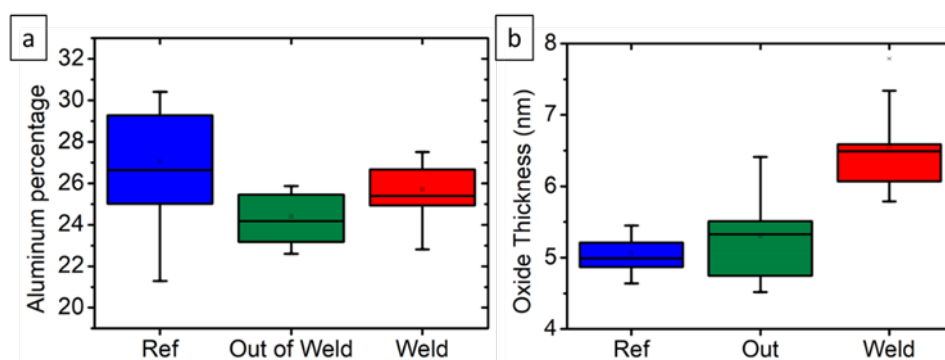 a
Aluminum percentage
32
30
28
26
24
22
20
Ref Out of Weld Weld
b
Oxide Thickness (nm)
8
7
6
5
4
Ref Out Weld